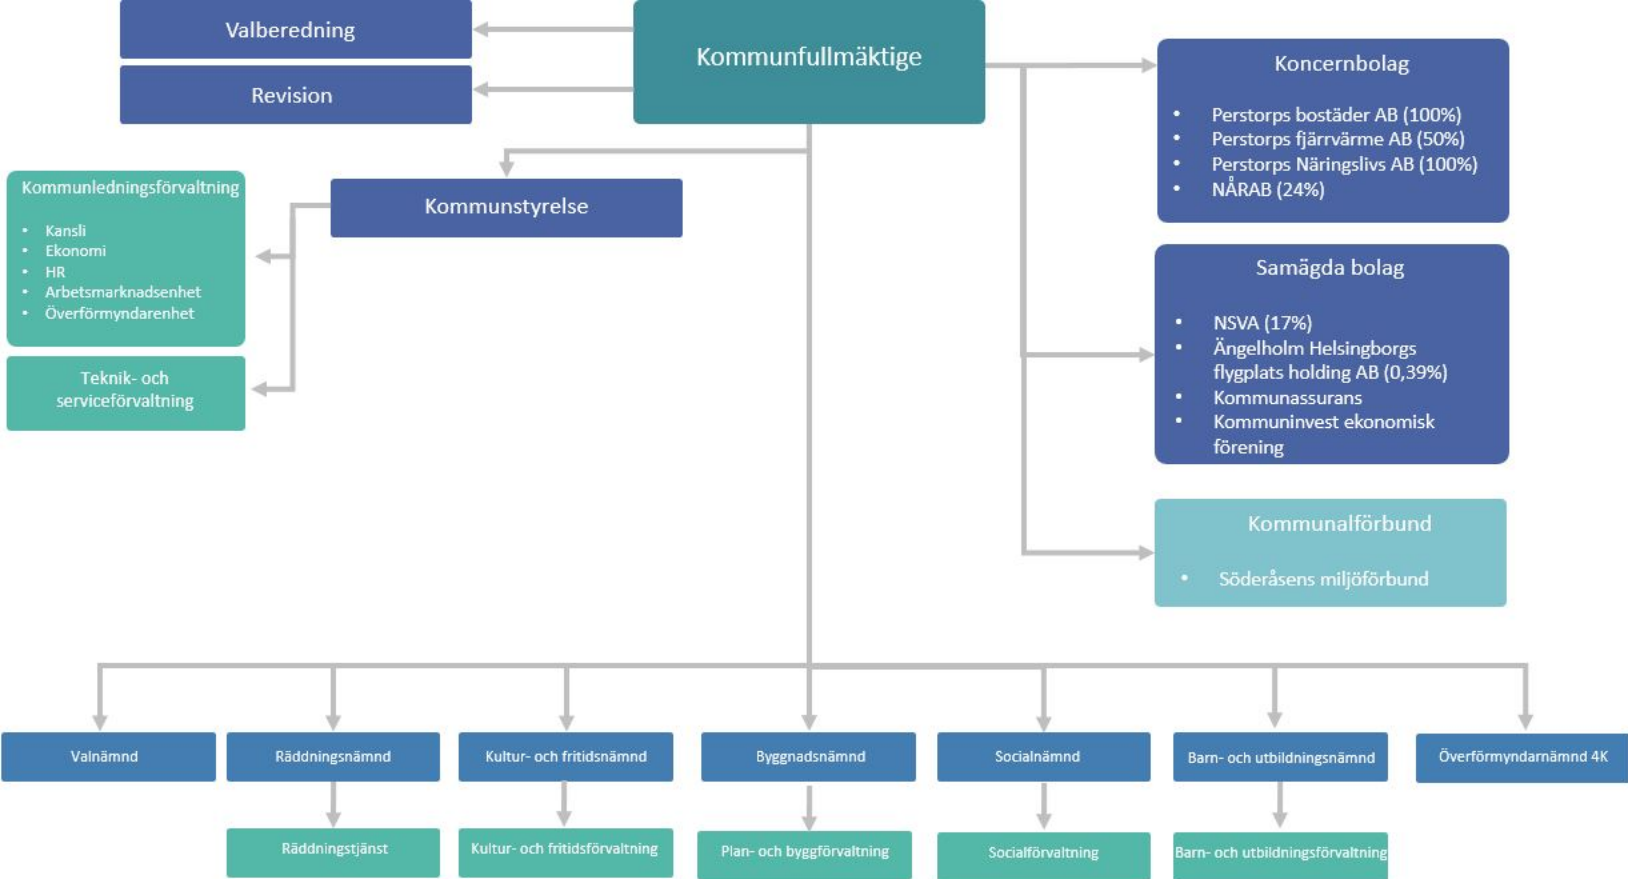 Valberedning
Revision
Kommunfullmäktige
Koncernbolag
• Perstorps bostäder AB (100%)
• Perstorps fjärrvärme AB (50%)
• Perstorps Näringslivs AB (100%)
• NÅRAB (24%)
Kommunledningsförvaltning
• Kansli
• Ekonomi
• HR
• Arbetsmarknadsenhet
• Överförmyndarenhet
Kommunstyrelse
Teknik- och
serviceförvaltning
Samägda bolag
• NSVA (17%)
• Ängelholm Helsingborgs
flygplats holding AB (0,39%)
• Kommunassurans
• Kommuninvest ekonomisk
förening
Kommunalförbund
• Söderåsens miljöförbund
Valnämnd
Räddningsnämnd
Kultur- och fritidsnämnd
Byggnadsnämnd
Socialnämnd
Barn- och utbildningsnämnd
Överförmyndarnämnd 4K
Räddningstjänst
Kultur- och fritidsförvaltning
Plan- och byggförvaltning
Socialförvaltning
Barn- och utbildningsförvaltning